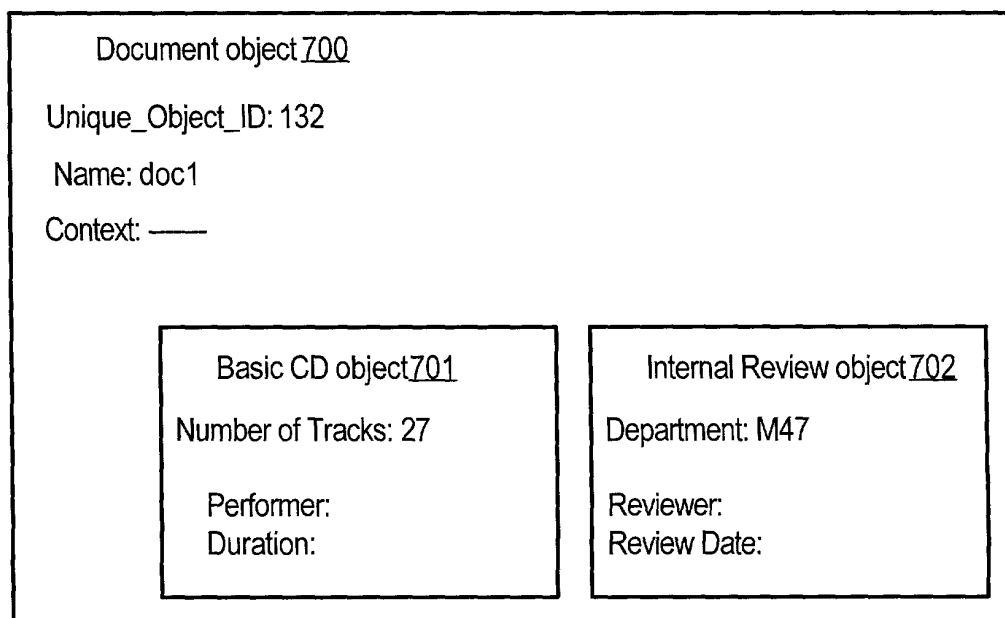 Document object 700
Unique_Object_ID: 132
Name: doc1
Context: ——
Basic CD object 701
Number of Tracks: 27
Performer:
Duration:
Internal Review object 702
Department: M47
Reviewer:
Review Date: